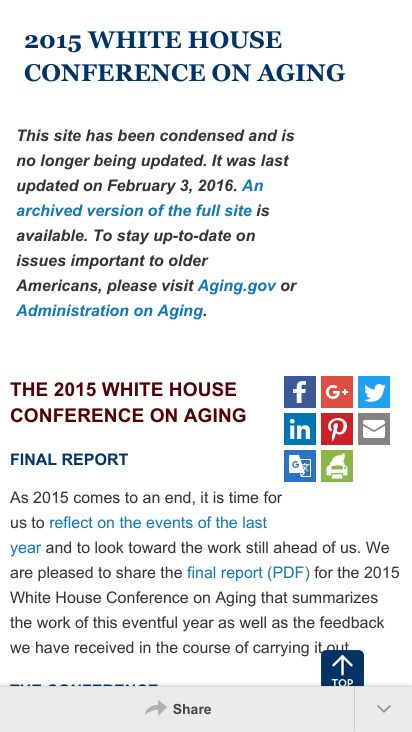 2015 WHITE HOUSE
CONFERENCE ON AGING
This site has been condensed and is
no longer being updated. It was last
updated on February 3, 2016. An
archived version of the full site is
available. To stay up-to-date on
issues important to older
Americans, please visit Aging.gov or
Administration on Aging.
THE 2015 WHITE HOUSE
CONFERENCE ON AGING
FINAL REPORT
As 2015 comes to an end, it is time for
us to reflect on the events of the last
year and to look toward the work still ahead of us. We
are pleased to share the final report (PDF) for the 2015
White House Conference on Aging that summarizes
the work of this eventful year as well as the feedback
we have received in the course of carrying it out.
TOP
THE CONFERENCE
Share